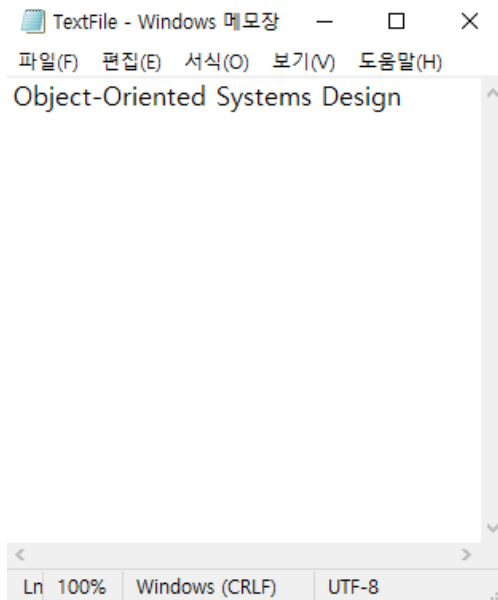 TextFile - Windows 메모장
파일(F) 편집(E) 서식(O) 보기(V) 도움말(H)
Object-Oriented Systems Design
Ln 100% Windows (CRLF) UTF-8